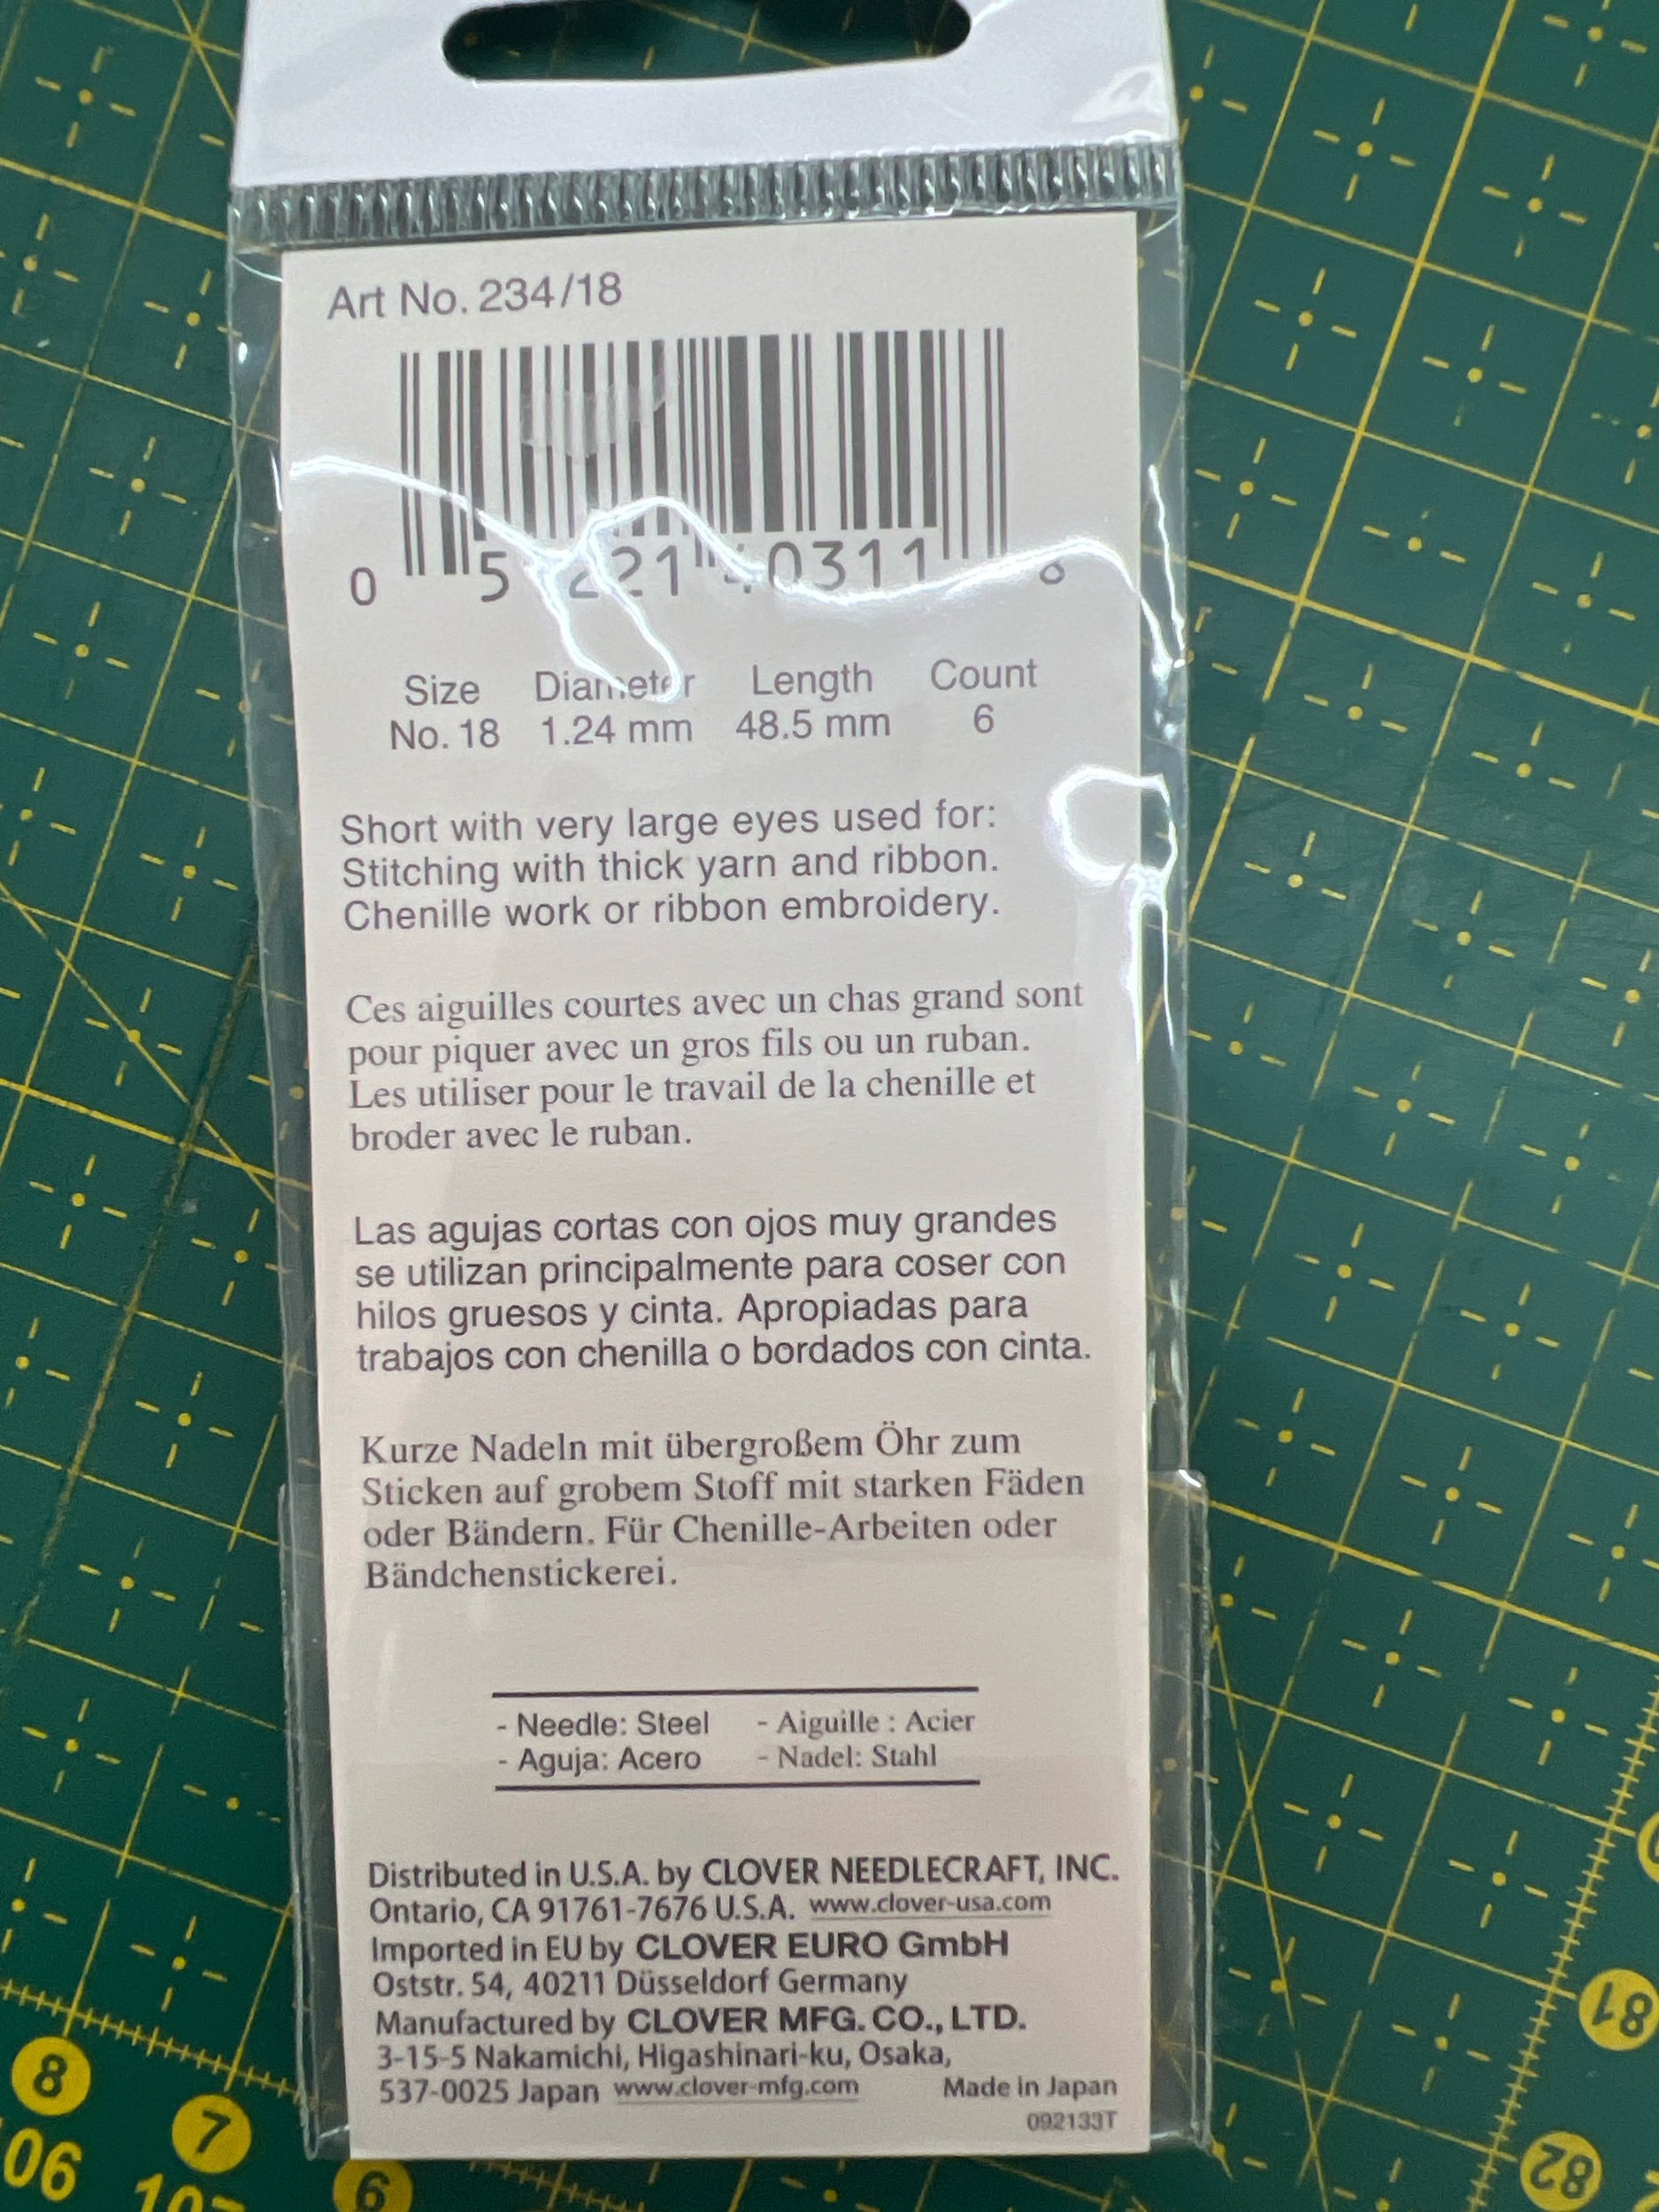 Art No. 234/18
0 5 221 40311
Size Diameter Length Count
No. 18 1.24 mm 48.5 mm 6
Short with very large eyes used for:
Stitching with thick yarn and ribbon.
Chenille work or ribbon embroidery.
Ces aiguilles courtes avec un chas grand sont
pour piquer avec un gros fils ou un ruban.
Les utiliser pour le travail de la chenille et
broder avec le ruban.
Las agujas cortas con ojos muy grandes
se utilizan principalmente para coser con
hilos gruesos y cinta. Apropiadas para
trabajos con chenilla o bordados con cinta.
Kurze Nadeln mit übergroßem Öhr zum
Sticken auf grobem Stoff mit starken Fäden
oder Bändern. Für Chenille-Arbeiten oder
Bändchenstickerei.
- Needle: Steel - Aiguille : Acier
- Aguja: Acero - Nadel: Stahl
Distributed in U.S.A. by CLOVER NEEDLECRAFT, INC.
Ontario, CA 91761-7676 U.S.A. www.clover-usa.com
Imported in EU by CLOVER EURO GmbH
Oststr. 54, 40211 Düsseldorf Germany
Manufactured by CLOVER MFG. CO., LTD.
3-15-5 Nakamichi, Higashinari-ku, Osaka,
537-0025 Japan www.clover-mfg.com Made in Japan
092133T
8
7
6
06
81
82